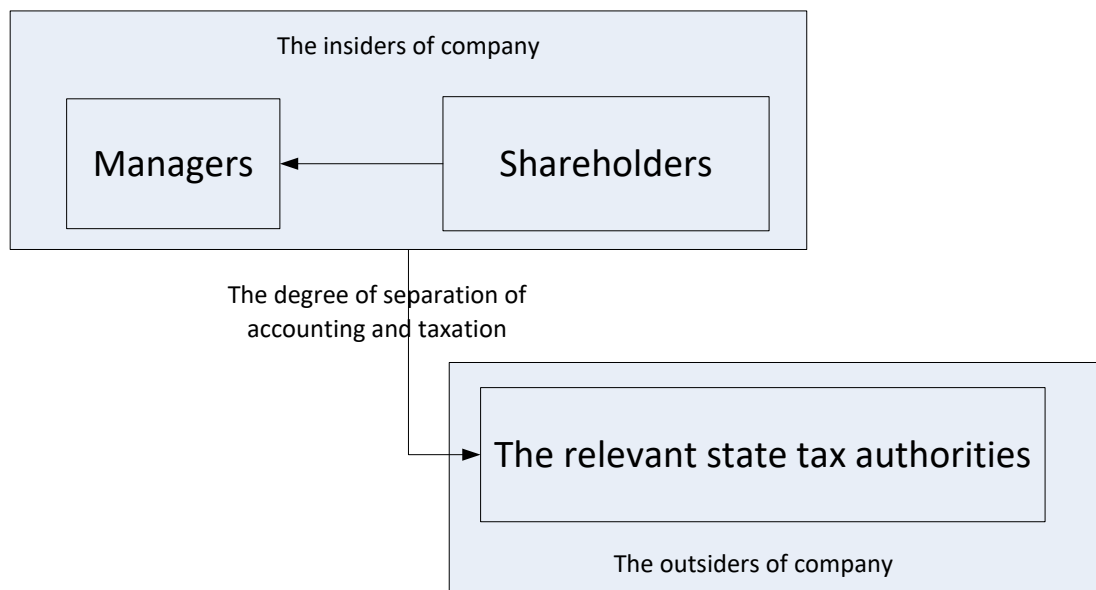 The insiders of company
Managers
Shareholders
The degree of separation of
accounting and taxation
The relevant state tax authorities
The outsiders of company